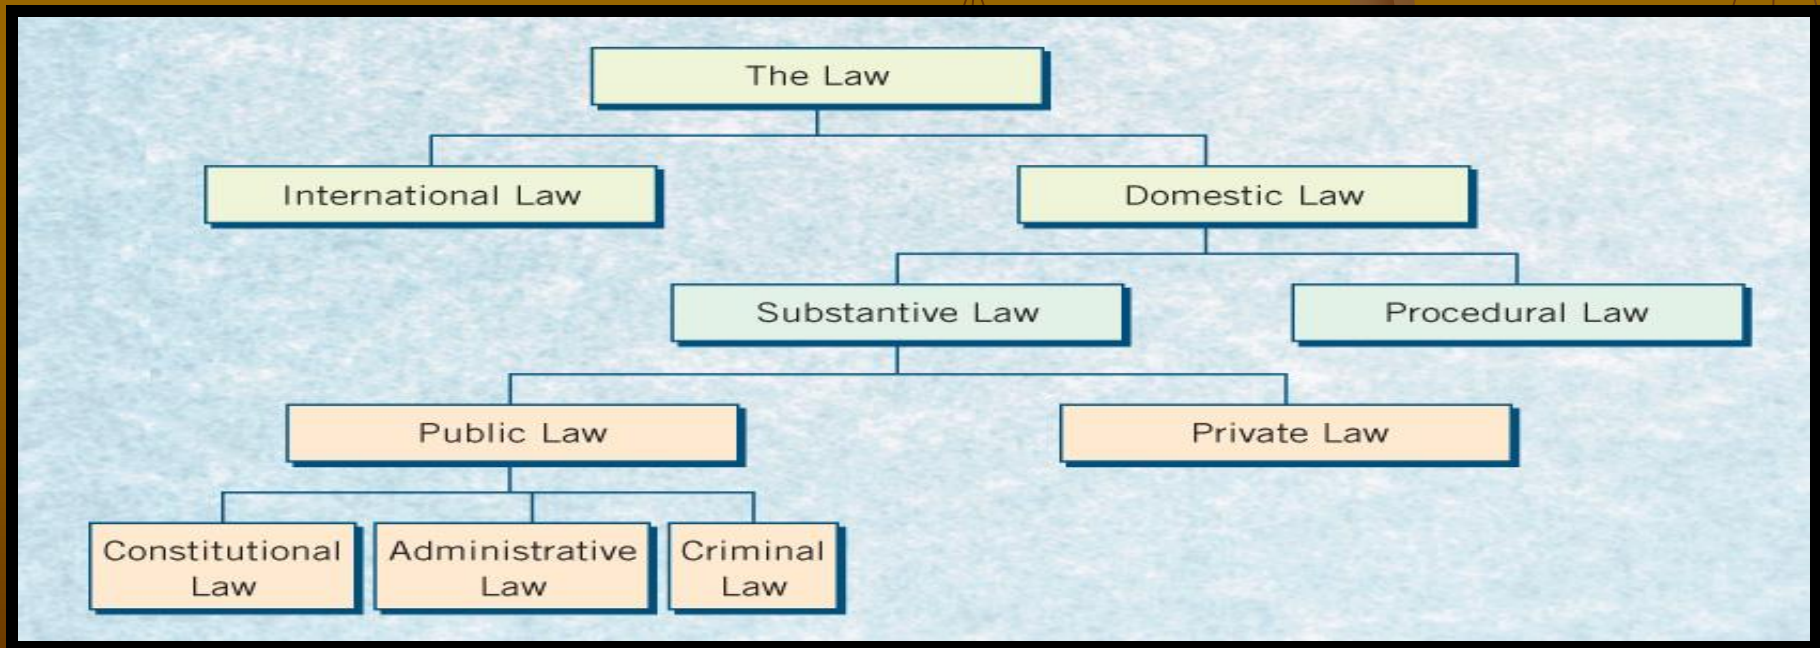 The Law
International Law
Domestic Law
Substantive Law
Procedural Law
Public Law
Private Law
Constitutional
Law
Administrative
Law
Criminal
Law